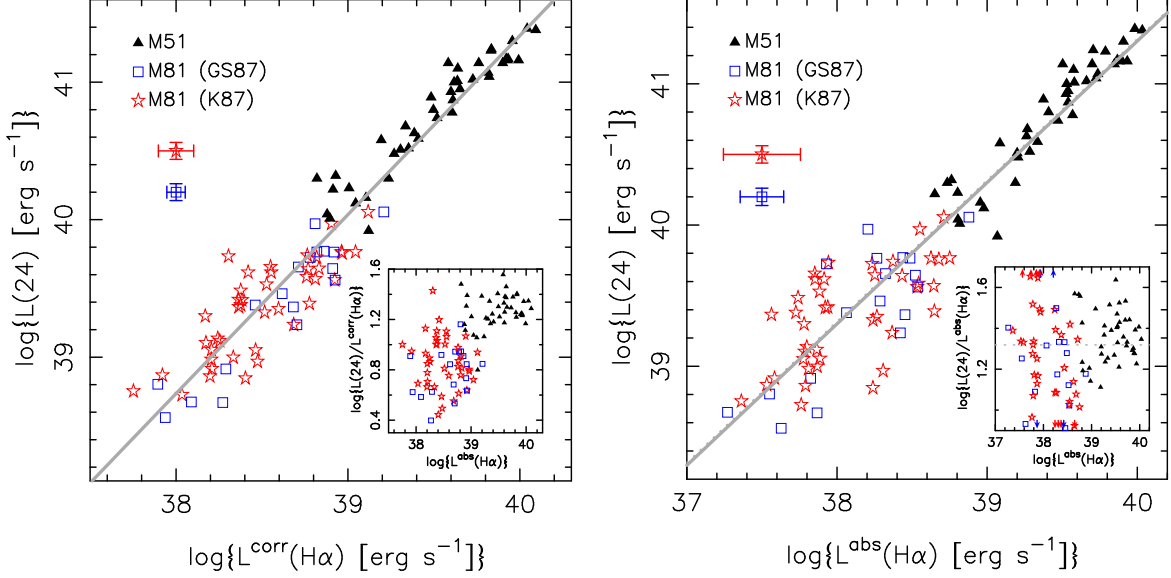 M51
M81 (GS87)
M81 (K87)
log{L(24) [erg s⁻¹]}
41
40
39
38
39
40
log{L^corr(Hα) [erg s⁻¹]}
log{L(24)/L^corr(Hα)}
1.6
1.2
0.8
0.4
38
39
40
log{L^abs(Hα)}
M51
M81 (GS87)
M81 (K87)
log{L(24) [erg s⁻¹]}
41
40
39
37
38
39
40
log{L^abs(Hα) [erg s⁻¹]}
log{L(24)/L^abs(Hα)}
1.6
1.2
37
38
39
40
log{L^abs(Hα)}